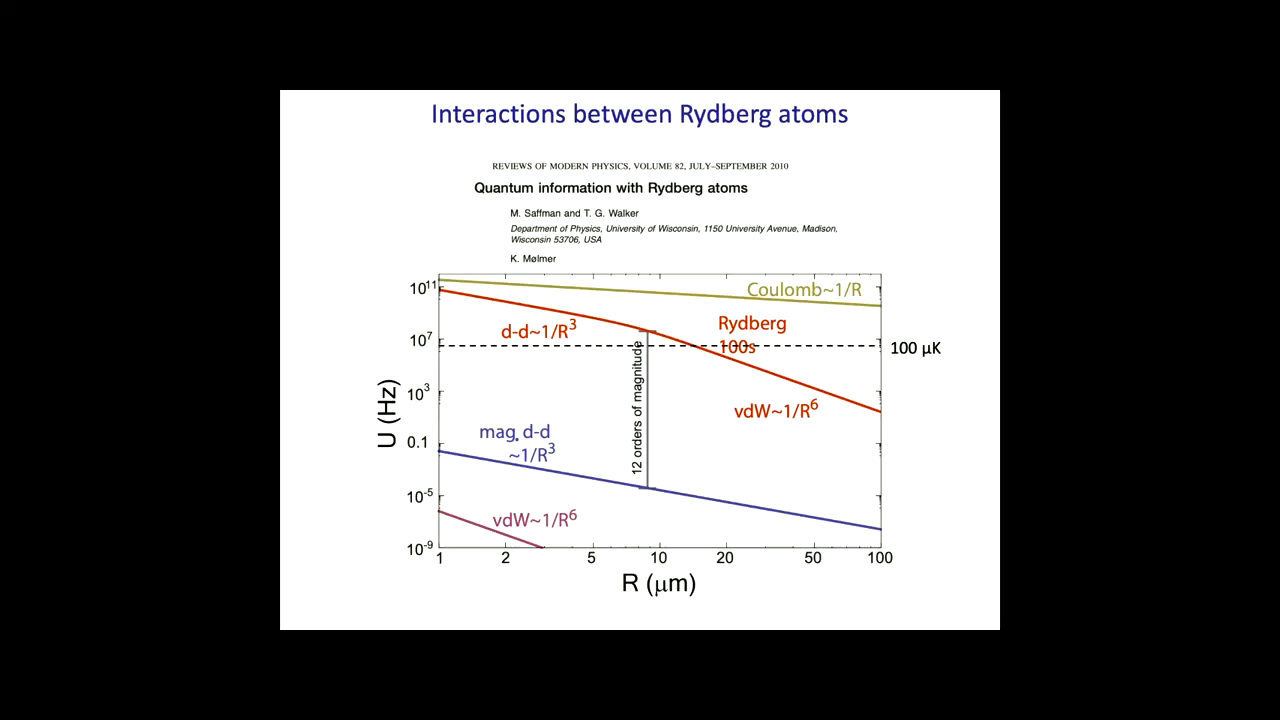 Interactions between Rydberg atoms
REVIEWS OF MODERN PHYSICS, VOLUME 82, JULY–SEPTEMBER 2010
Quantum information with Rydberg atoms
M. Saffman and T. G. Walker
Department of Physics, University of Wisconsin, 1150 University Avenue, Madison,
Wisconsin 53706, USA
K. Mølmer
Coulomb~1/R
d-d~1/R³
Rydberg
100s
100 μK
12 orders of magnitude
vdW~1/R⁶
mag. d-d
~1/R³
vdW~1/R⁶
U (Hz)
10¹¹
10⁷
10³
0.1
10⁻⁵
10⁻⁹
1 2 5 10 20 50 100
R (μm)